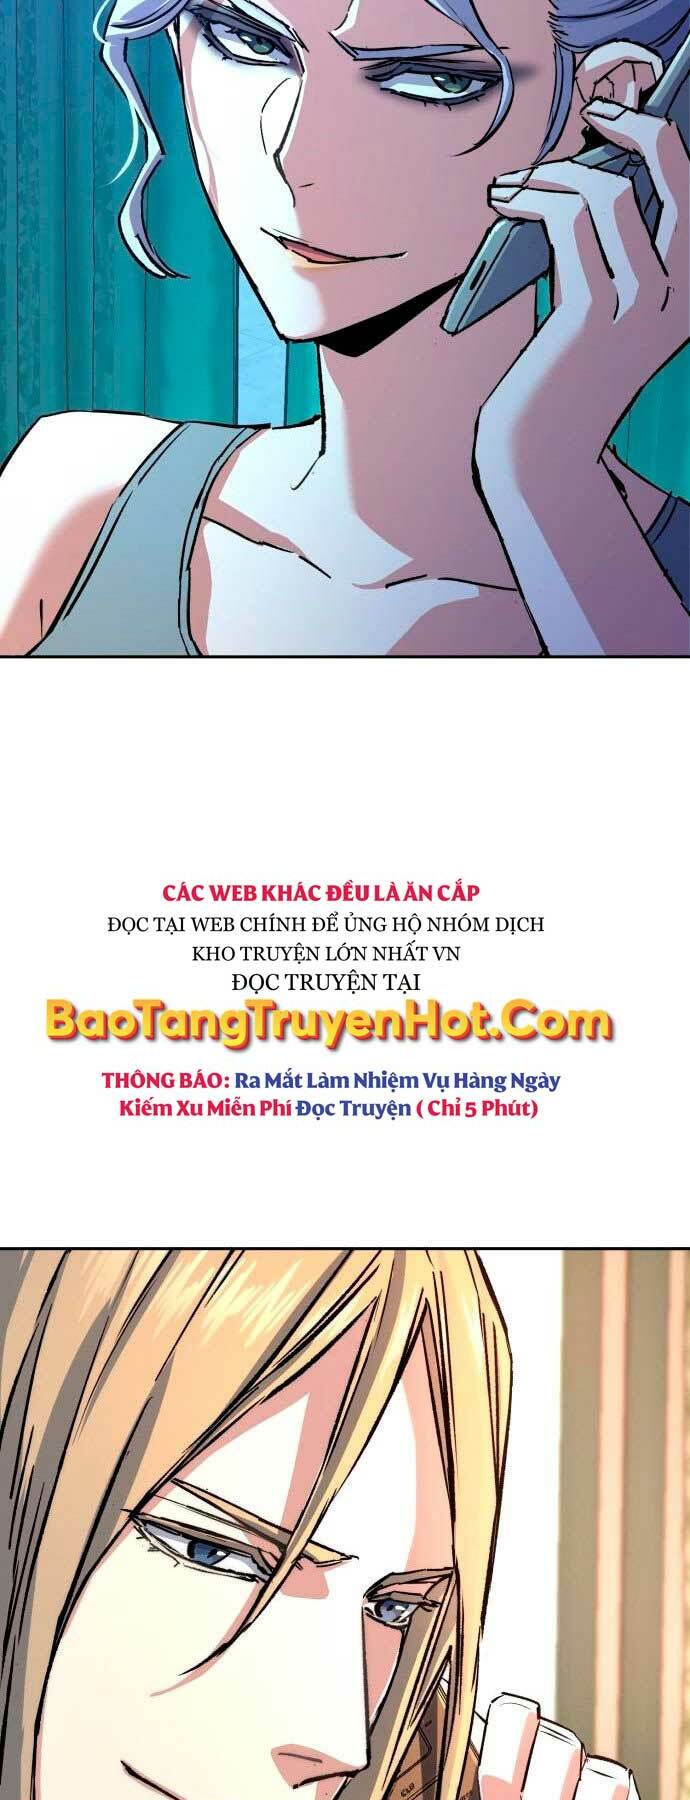 CÁC WEB KHÁC ĐỀU LÀ ĂN CẮP
ĐỌC TẠI WEB CHÍNH ĐỂ ỦNG HỘ NHÓM DỊCH
KHO TRUYỆN LỚN NHẤT VN
ĐỌC TRUYỆN TẠI
BaoTangTruyenHot.Com
THÔNG BÁO: Ra Mắt Làm Nhiệm Vụ Hàng Ngày
Kiếm Xu Miễn Phí Đọc Truyện ( Chỉ 5 Phút)